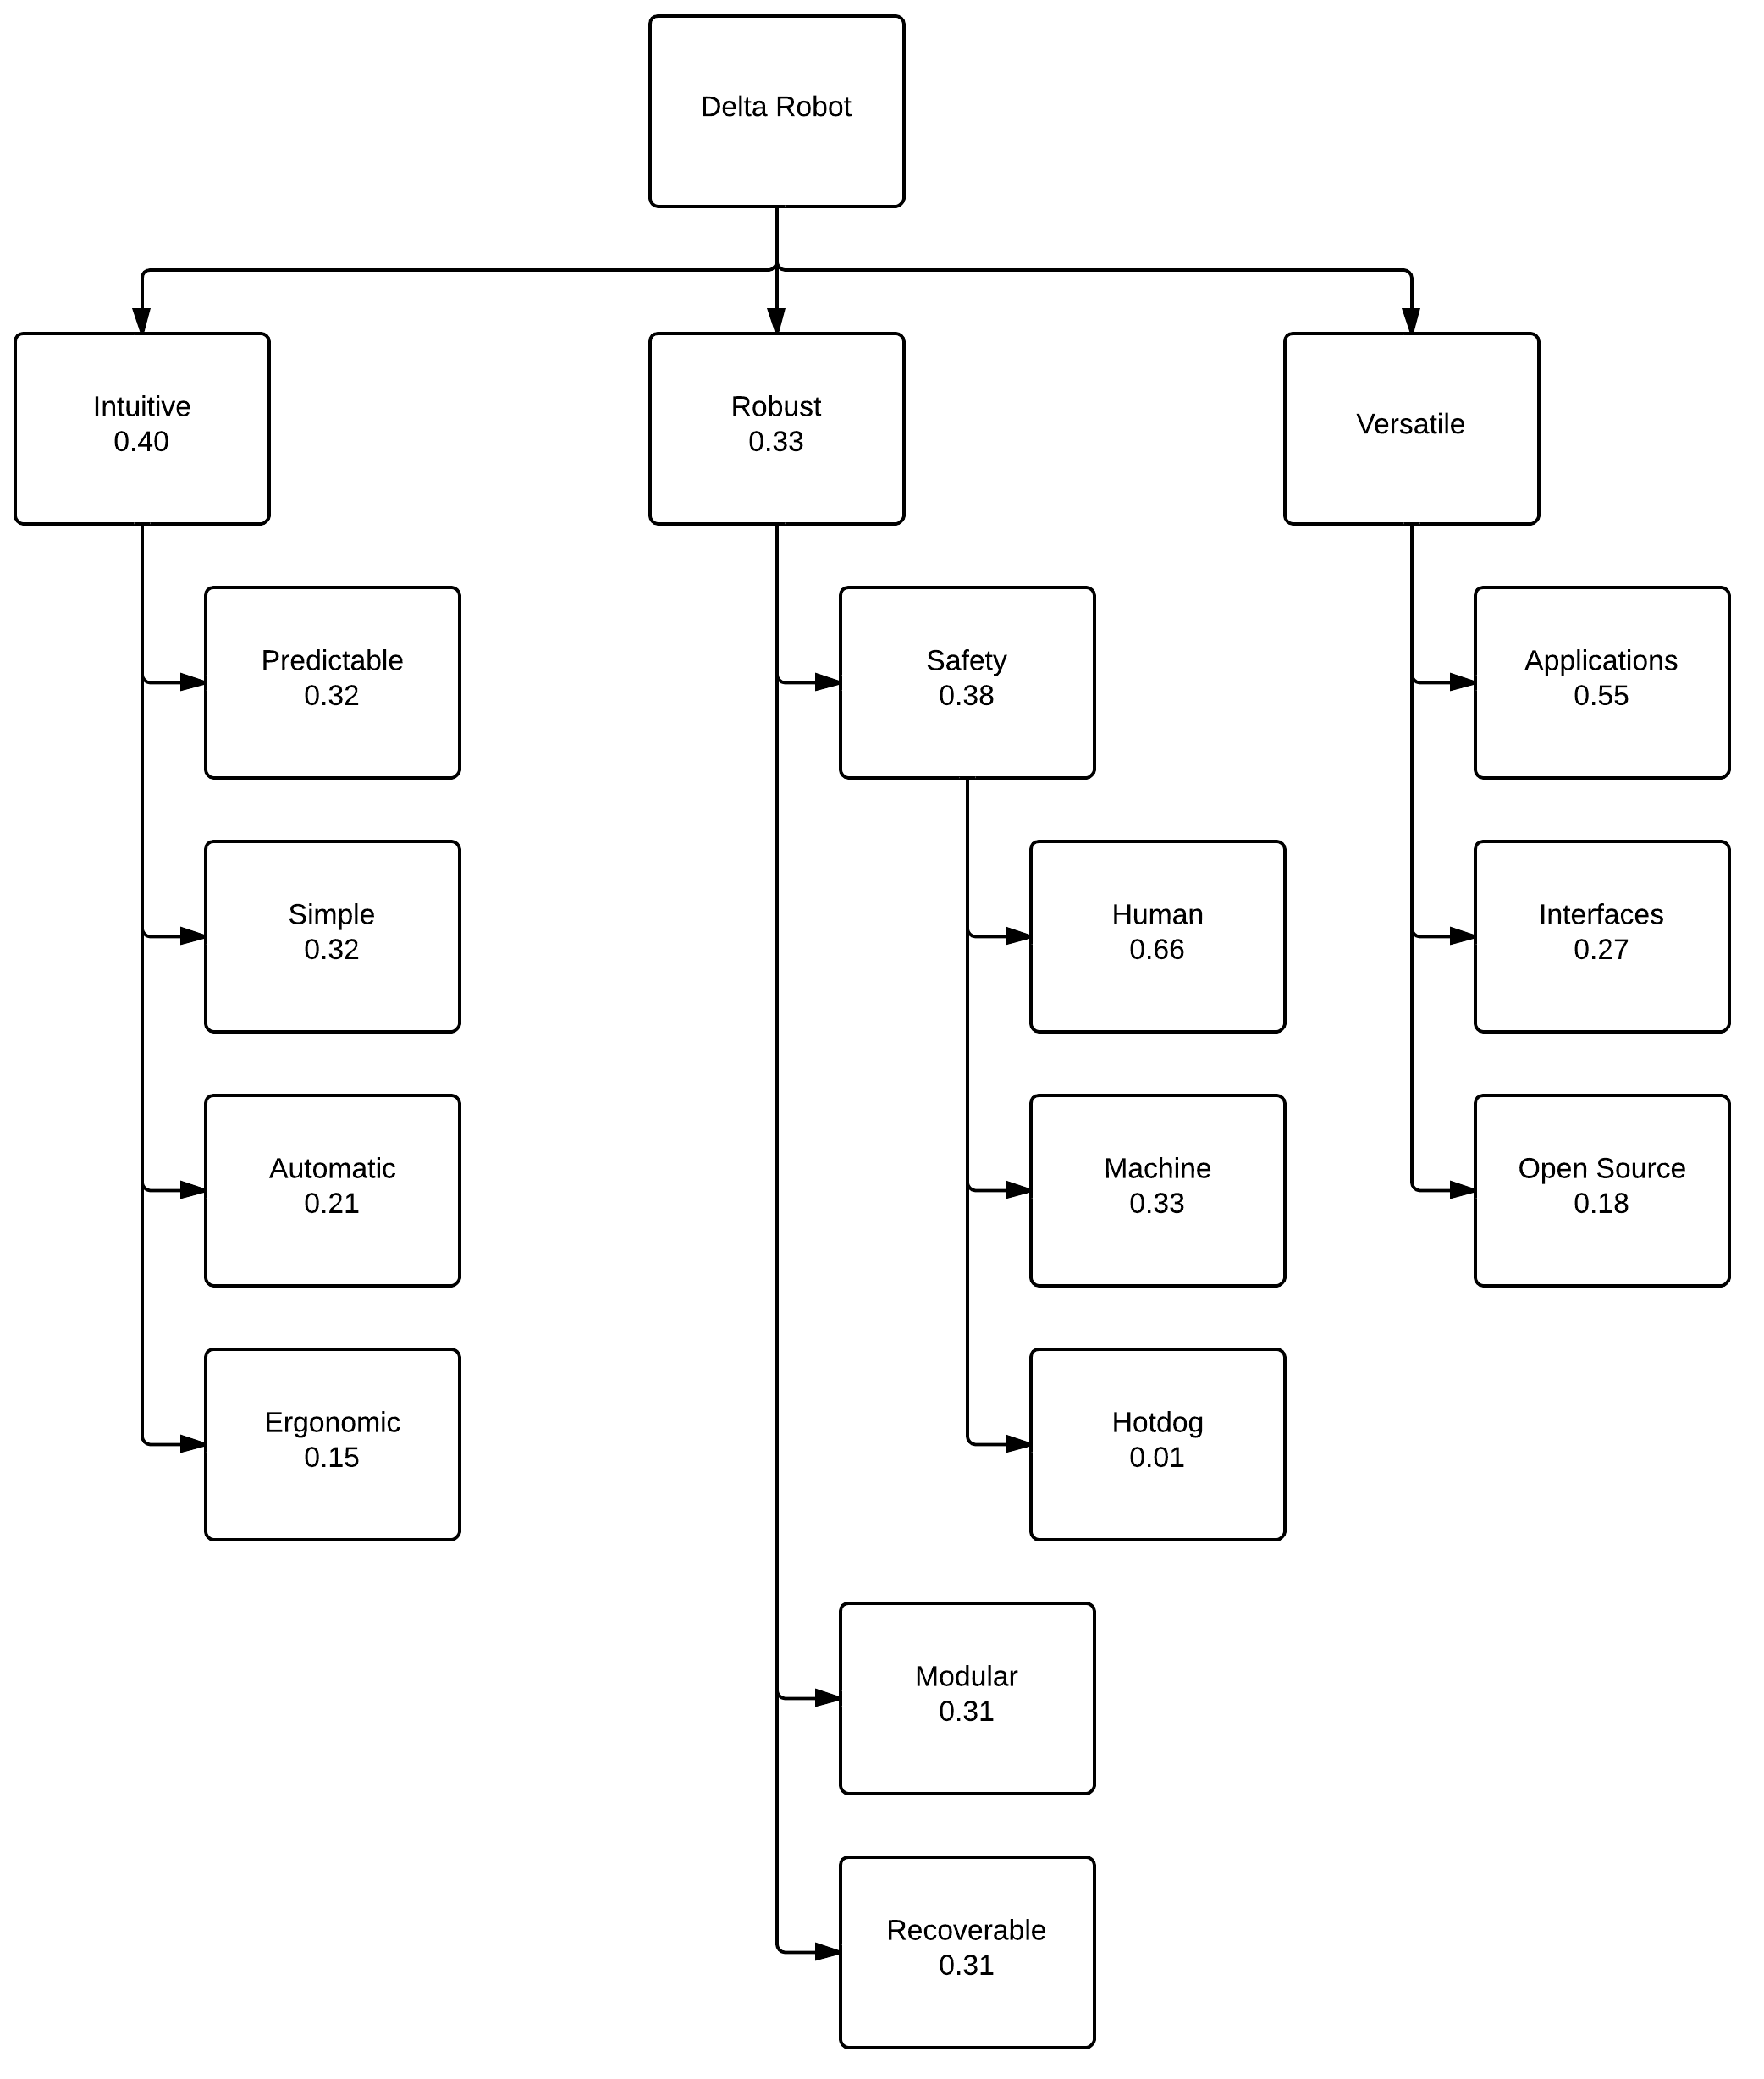 Delta Robot
Intuitive
0.40
Robust
0.33
Versatile
Predictable
0.32
Safety
0.38
Applications
0.55
Simple
0.32
Human
0.66
Interfaces
0.27
Automatic
0.21
Machine
0.33
Open Source
0.18
Ergonomic
0.15
Hotdog
0.01
Modular
0.31
Recoverable
0.31